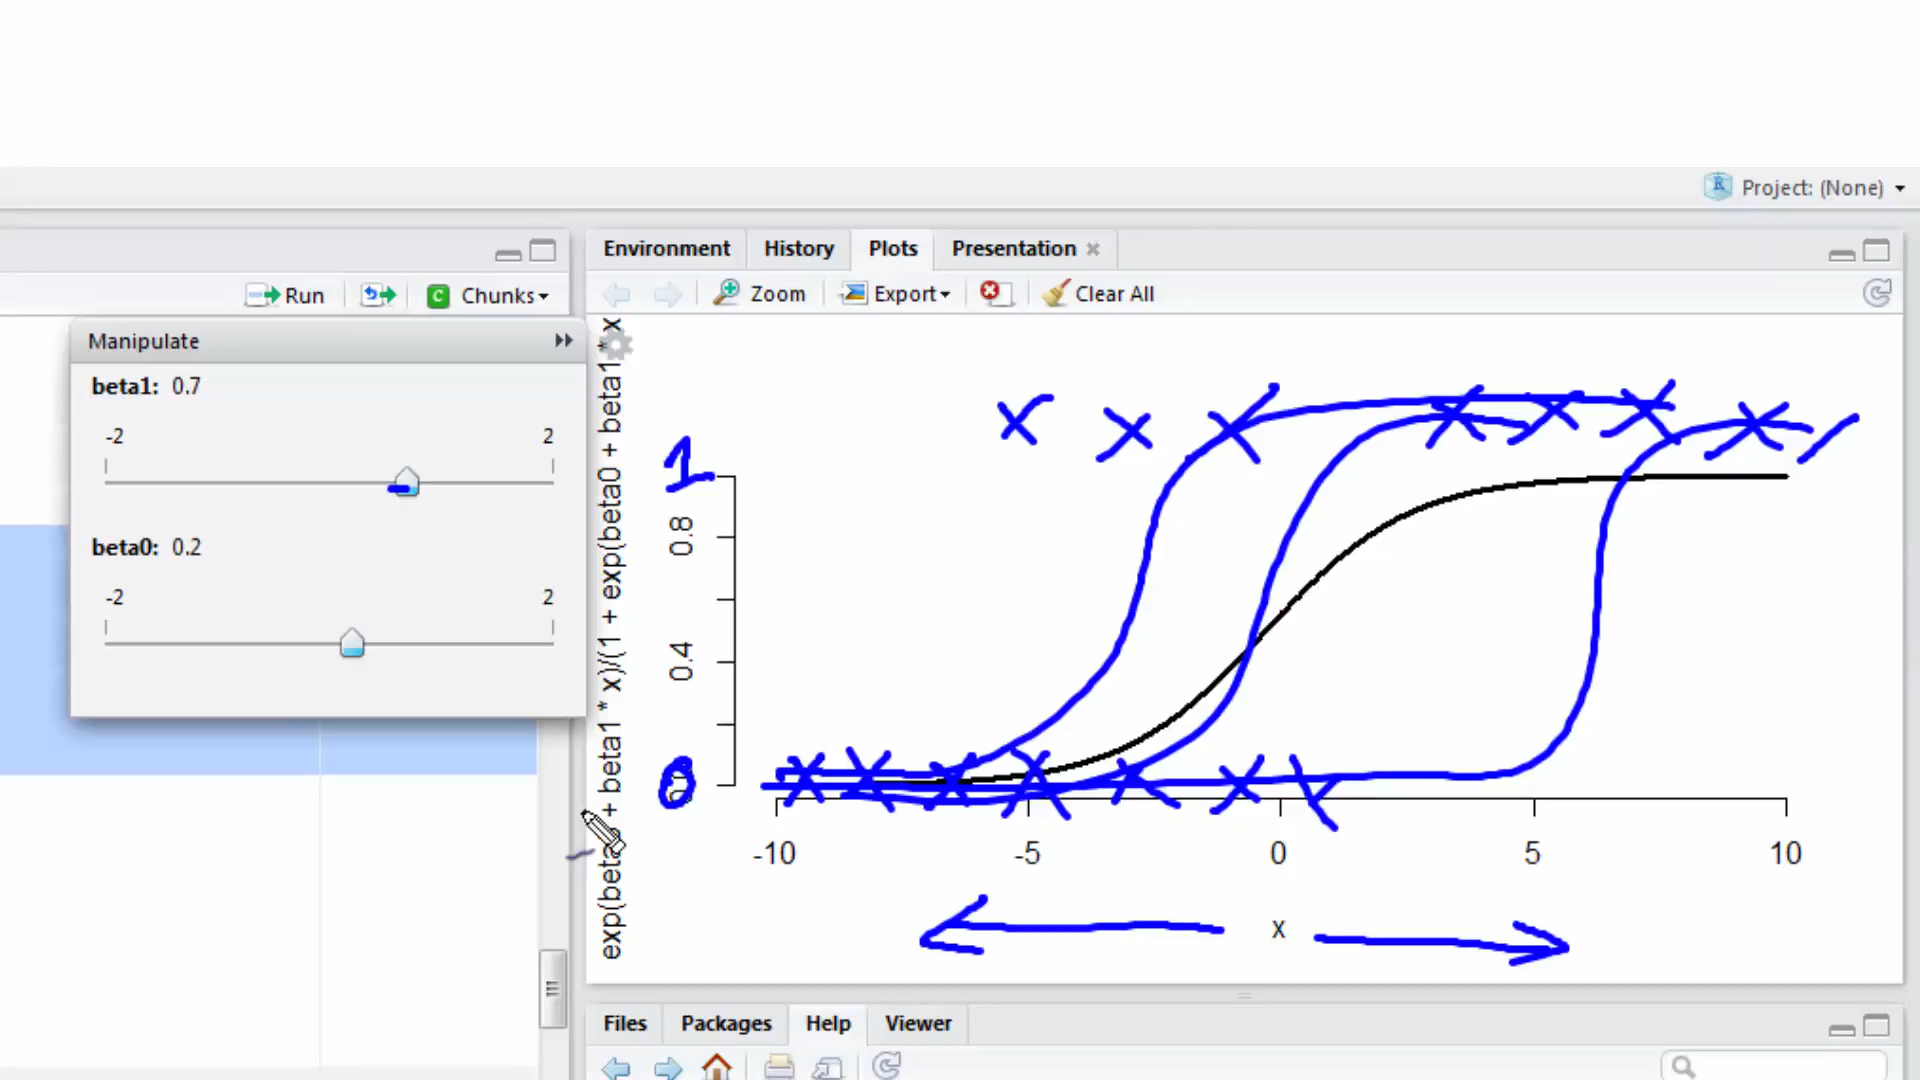 Project: (None)
Environment History Plots Presentation
Run Chunks
Zoom Export Clear All
Manipulate
beta1: 0.7
-2 2
beta0: 0.2
-2 2
exp(beta0 + beta1 * x)/(1 + exp(beta0 + beta1 * x
1
0.8
0.4
0
-10 -5 0 5 10
x
Files Packages Help Viewer